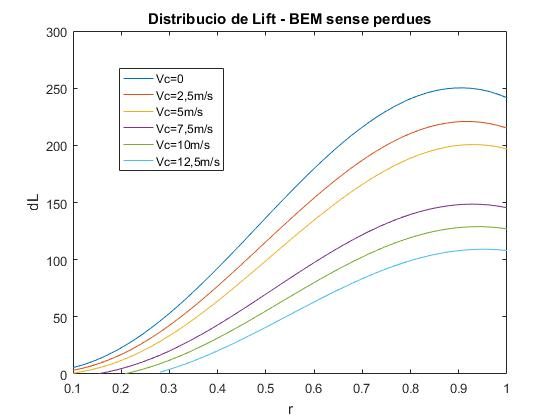 Distribucio de Lift - BEM sense perdues
300
250
200
150
100
50
0
dL
Vc=0
Vc=2,5m/s
Vc=5m/s
Vc=7,5m/s
Vc=10m/s
Vc=12,5m/s
0.1 0.2 0.3 0.4 0.5 0.6 0.7 0.8 0.9 1
r